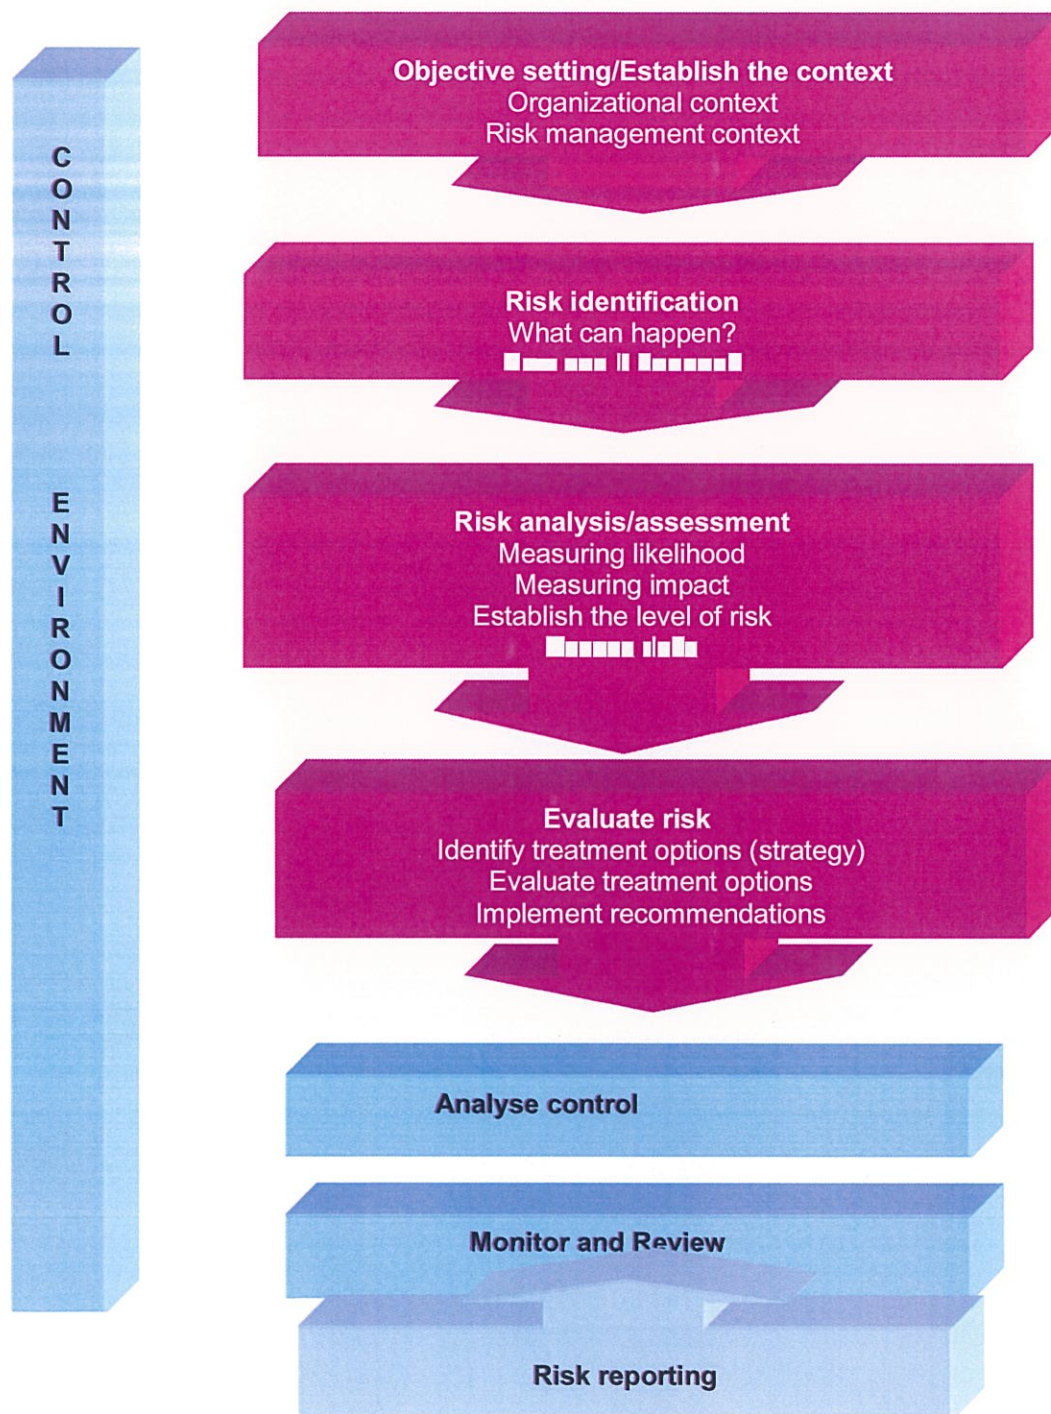 CONTROL ENVIRONMENT
Objective setting/Establish the context
Organizational context
Risk management context
Risk identification
What can happen?
Risk analysis/assessment
Measuring likelihood
Measuring impact
Establish the level of risk
Evaluate risk
Identify treatment options (strategy)
Evaluate treatment options
Implement recommendations
Analyse control
Monitor and Review
Risk reporting